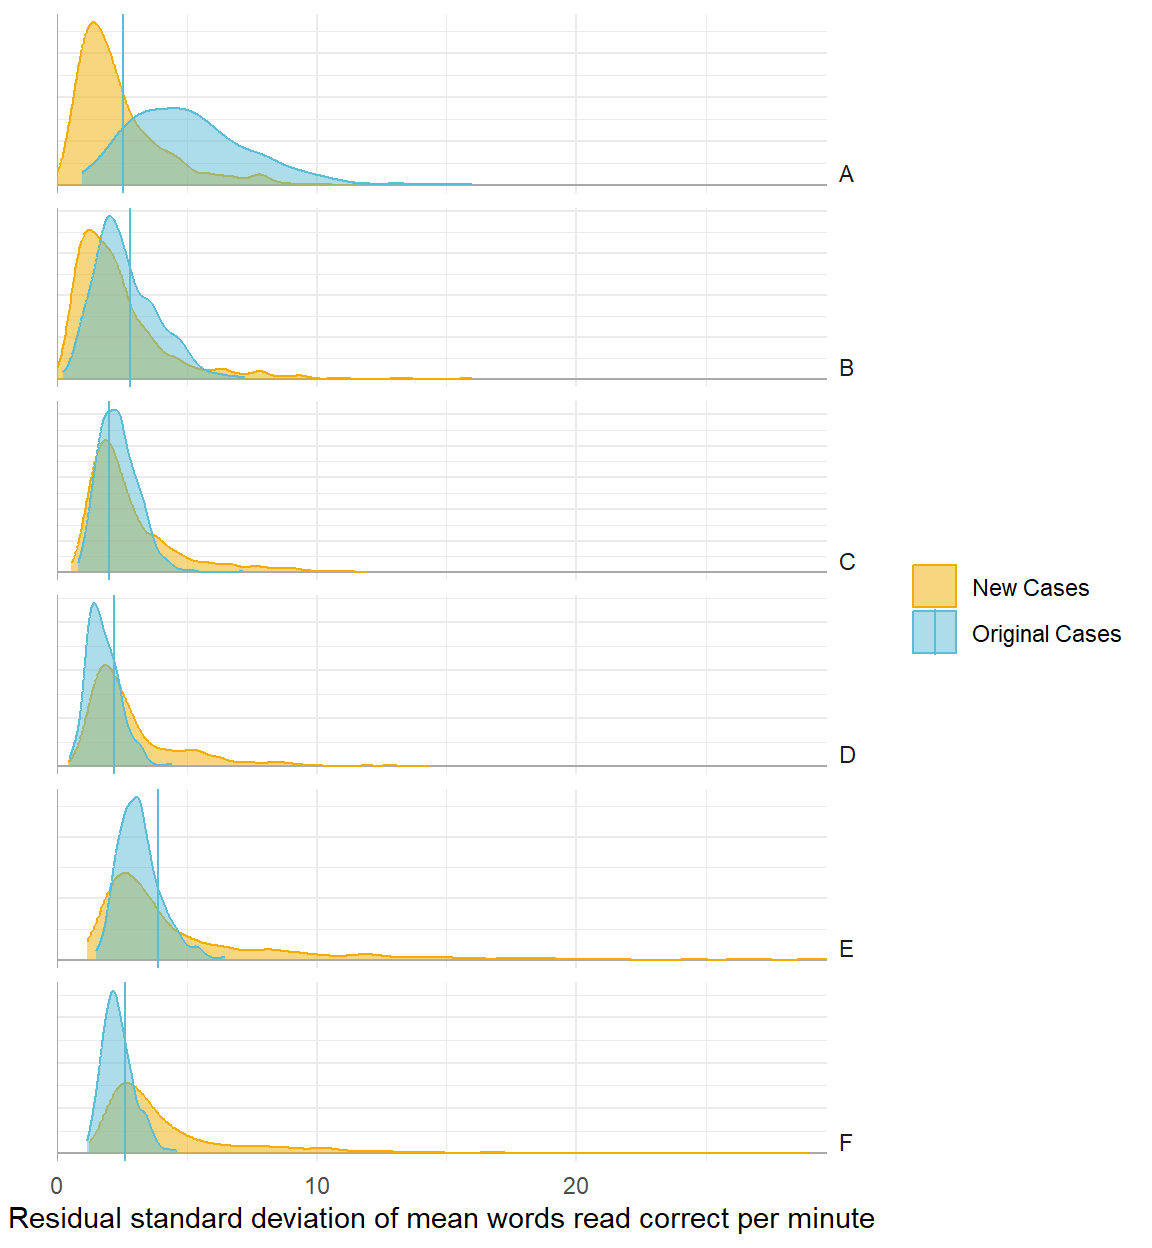 A
B
C
New Cases
Original Cases
D
E
F
0 10 20
Residual standard deviation of mean words read correct per minute